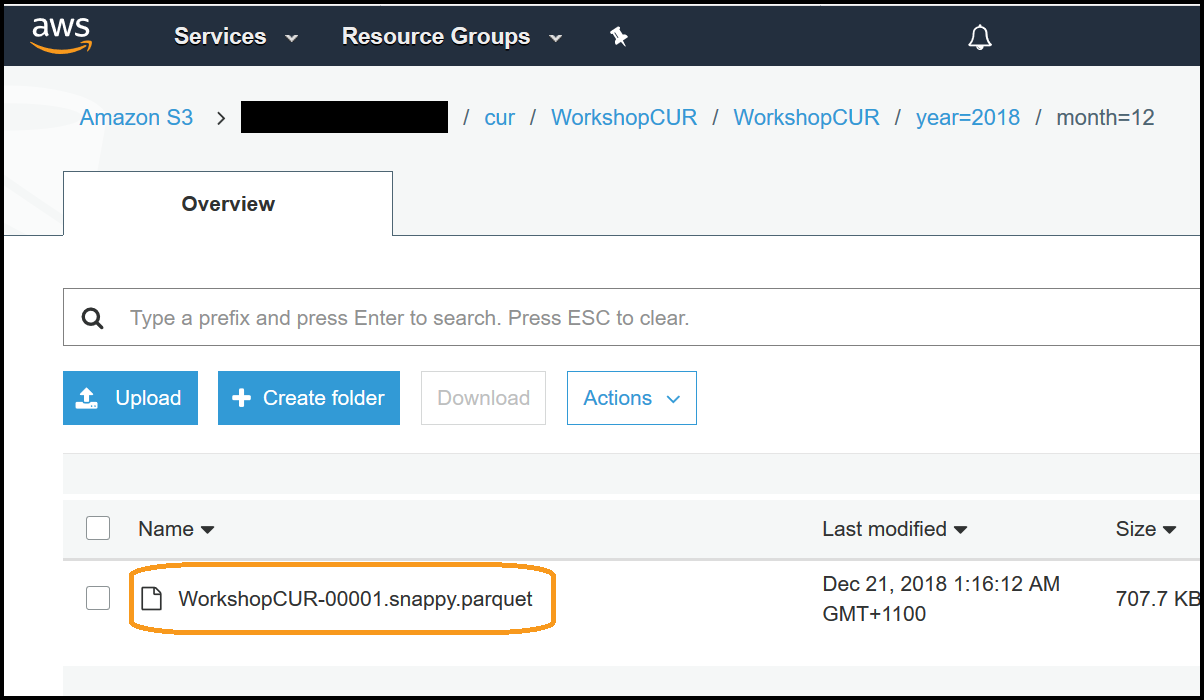 aws Services Resource Groups
Amazon S3 > / cur / WorkshopCUR / WorkshopCUR / year=2018 / month=12
Overview
Type a prefix and press Enter to search. Press ESC to clear.
Upload Create folder Download Actions
Name Last modified Size
WorkshopCUR-00001.snappy.parquet Dec 21, 2018 1:16:12 AM 707.7 KB
GMT+1100